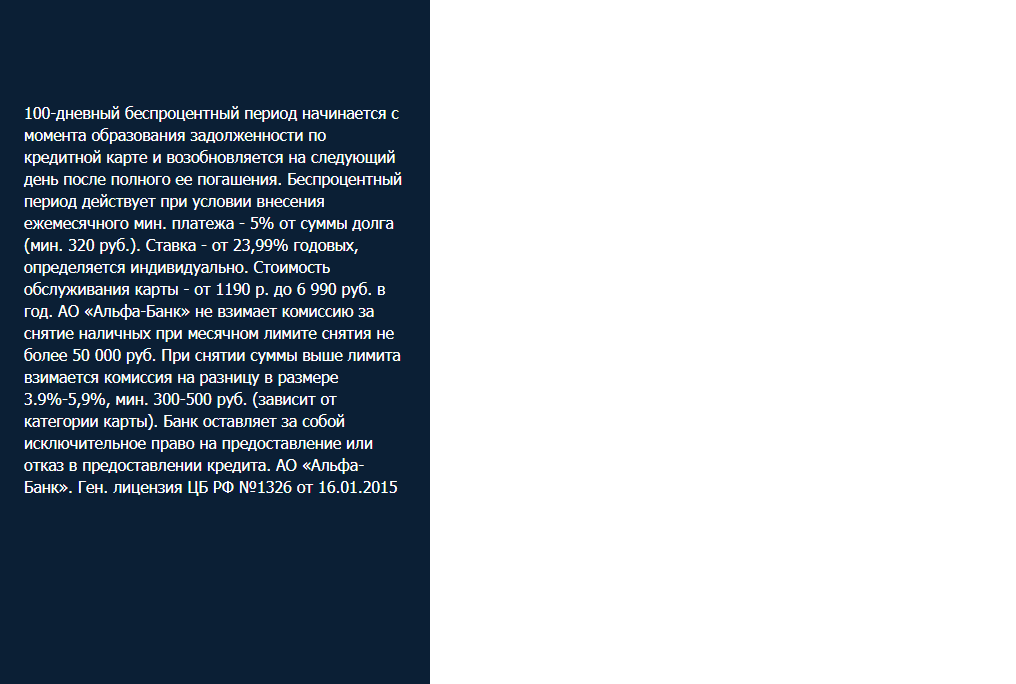 100-дневный беспроцентный период начинается с
момента образования задолженности по
кредитной карте и возобновляется на следующий
день после полного ее погашения. Беспроцентный
период действует при условии внесения
ежемесячного мин. платежа - 5% от суммы долга
(мин. 320 руб.). Ставка - от 23,99% годовых,
определяется индивидуально. Стоимость
обслуживания карты - от 1190 р. до 6 990 руб. в
год. АО «Альфа-Банк» не взимает комиссию за
снятие наличных при месячном лимите снятия не
более 50 000 руб. При снятии суммы выше лимита
взимается комиссия на разницу в размере
3.9%-5,9%, мин. 300-500 руб. (зависит от
категории карты). Банк оставляет за собой
исключительное право на предоставление или
отказ в предоставлении кредита. АО «Альфа-
Банк». Ген. лицензия ЦБ РФ №1326 от 16.01.2015